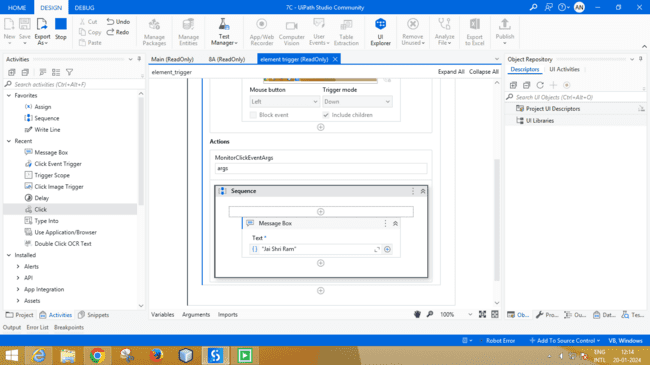 HOME DESIGN DEBUG 7C - UiPath Studio Community AN
New Save Export As Stop Cut Copy Paste Undo Redo Manage Packages Manage Entities Test Manager App/Web Recorder Computer Vision User Events Table Extraction UI Explorer Remove Unused Analyze File Export to Excel Publish
Activities
Search activities (Ctrl+Alt+F)
Favorites
Assign
Sequence
Write Line
Recent
Message Box
Click Event Trigger
Trigger Scope
Click Image Trigger
Delay
Click
Type Into
Use Application/Browser
Double Click OCR Text
Installed
Alerts
API
App Integration
Assets
Project Activities Snippets
Main (ReadOnly) 8A (ReadOnly) element trigger (ReadOnly)
element_trigger Expand All Collapse All
Mouse button Trigger mode
Left Down
Block event Include children
Actions
MonitorClickEventArgs
args
Sequence
Message Box
Text *
"Jai Shri Ram"
Variables Arguments Imports 100%
Object Repository
Descriptors UI Activities
Search UI Objects (Ctrl+Alt+O)
Project UI Descriptors
UI Libraries
Ob... Pro... Ou... Dat... Tes...
Output Error List Breakpoints
Robot Error Add To Source Control VB, Windows
ENG 12:14
INTL 20-01-2024